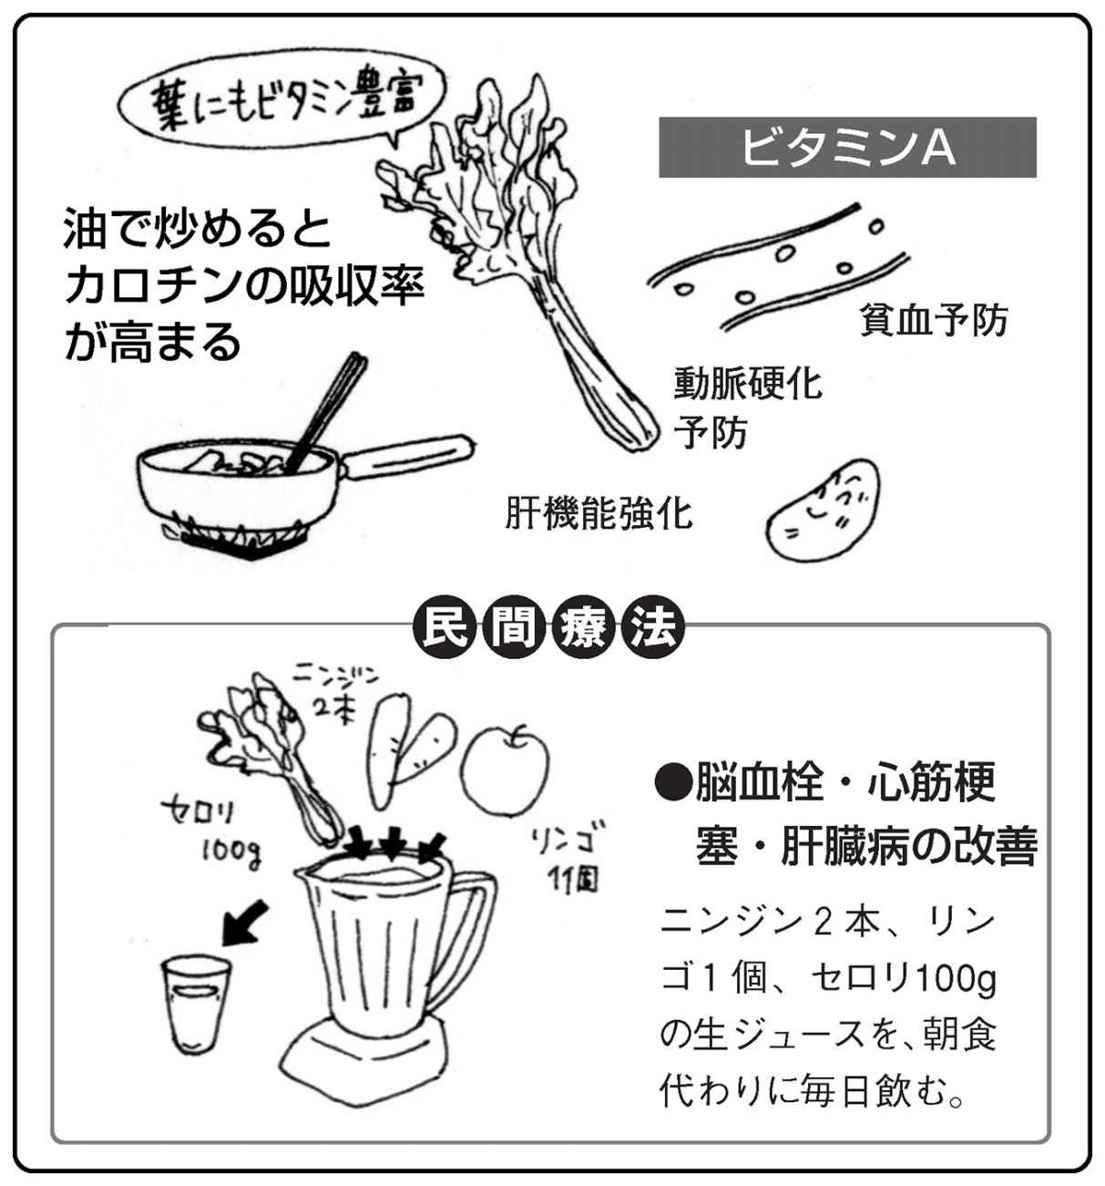 葉にもビタミン豊富
ビタミンA
油で炒めると
カロチンの吸収率
が高まる
貧血予防
動脈硬化
予防
肝機能強化
民間療法
ニンジン
2本
セロリ
100g
リンゴ
1個
●脳血栓・心筋梗
塞・肝臓病の改善
ニンジン2本、リン
ゴ1個、セロリ100g
の生ジュースを、朝食
代わりに毎日飲む。